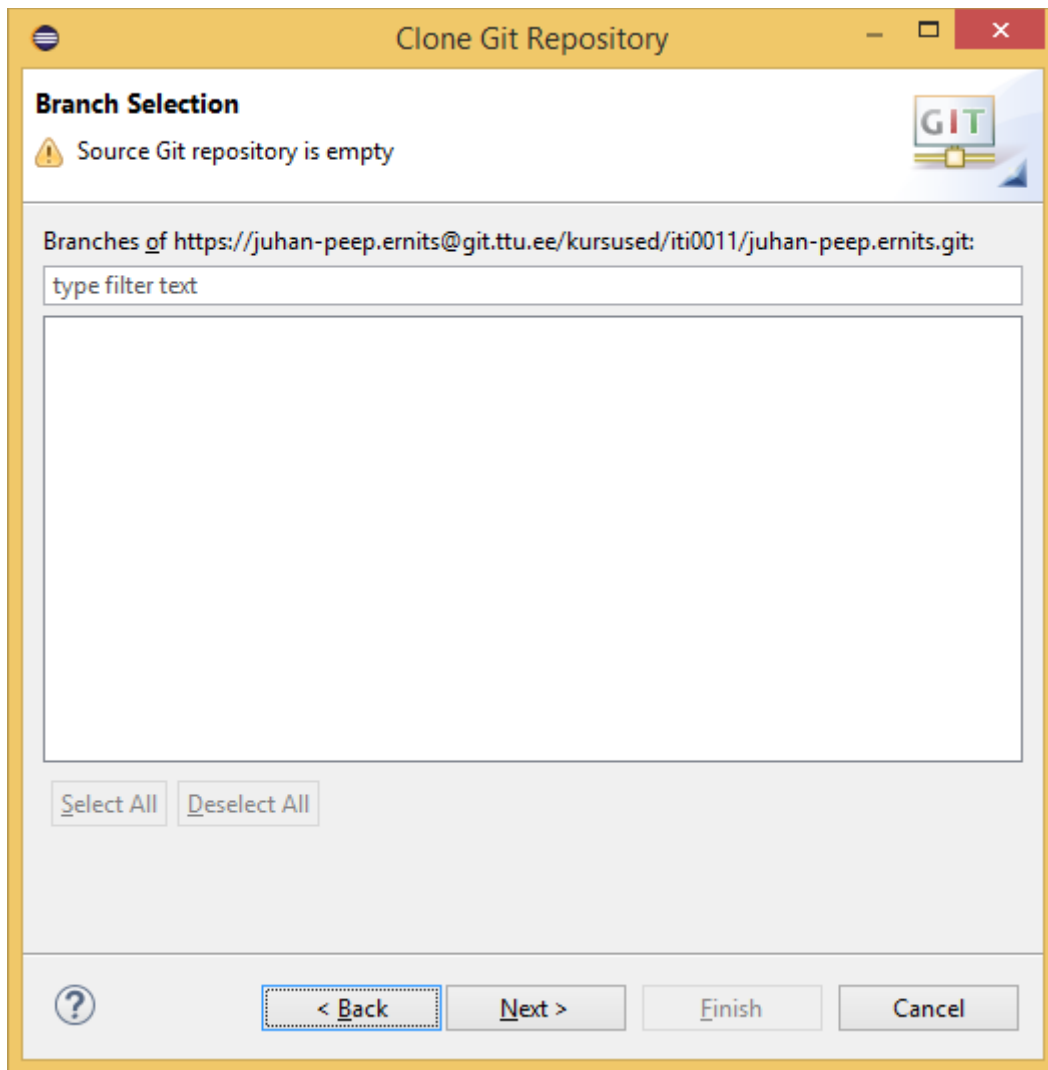 Clone Git Repository
Branch Selection
GIT
Source Git repository is empty
Branches of https://juhan-peep.ernits@git.ttu.ee/kursused/iti0011/juhan-peep.ernits.git:
type filter text
Select All Deselect All
? < Back Next > Finish Cancel